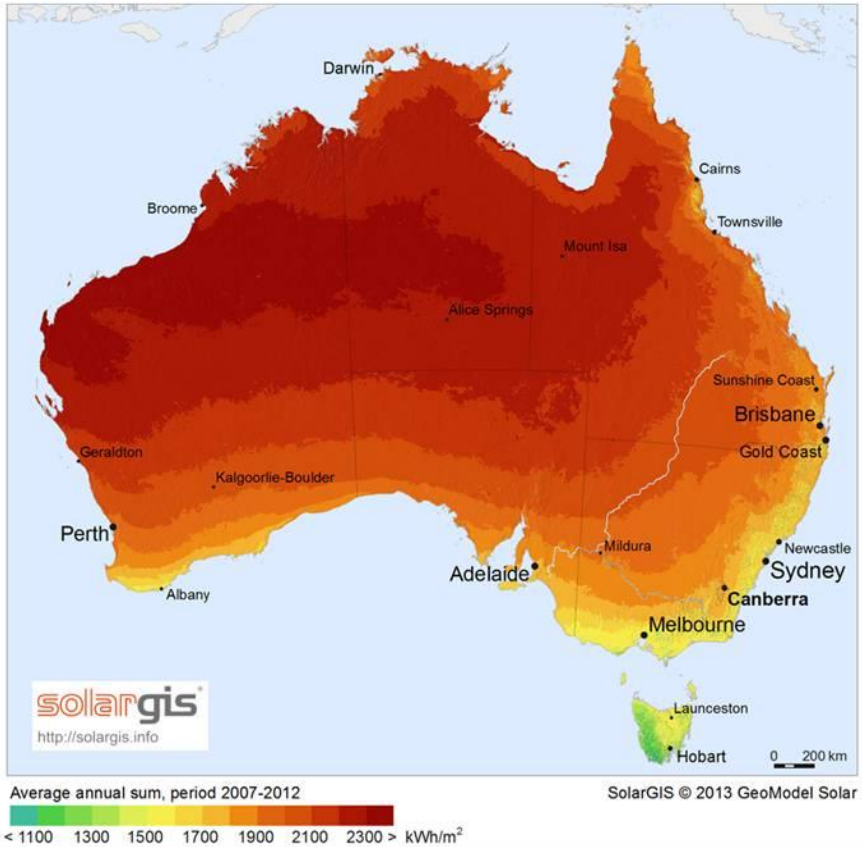 Darwin
Cairns
Broome
Townsville
Mount Isa
Alice Springs
Sunshine Coast
Brisbane
Gold Coast
Geraldton
Kalgoorlie-Boulder
Perth
Mildura
Newcastle
Adelaide
Sydney
Albany
Canberra
Melbourne
solargis
http://solargis.info
Launceston
Hobart
0 200 km
Average annual sum, period 2007-2012
SolarGIS © 2013 GeoModel Solar
< 1100 1300 1500 1700 1900 2100 2300 > kWh/m²